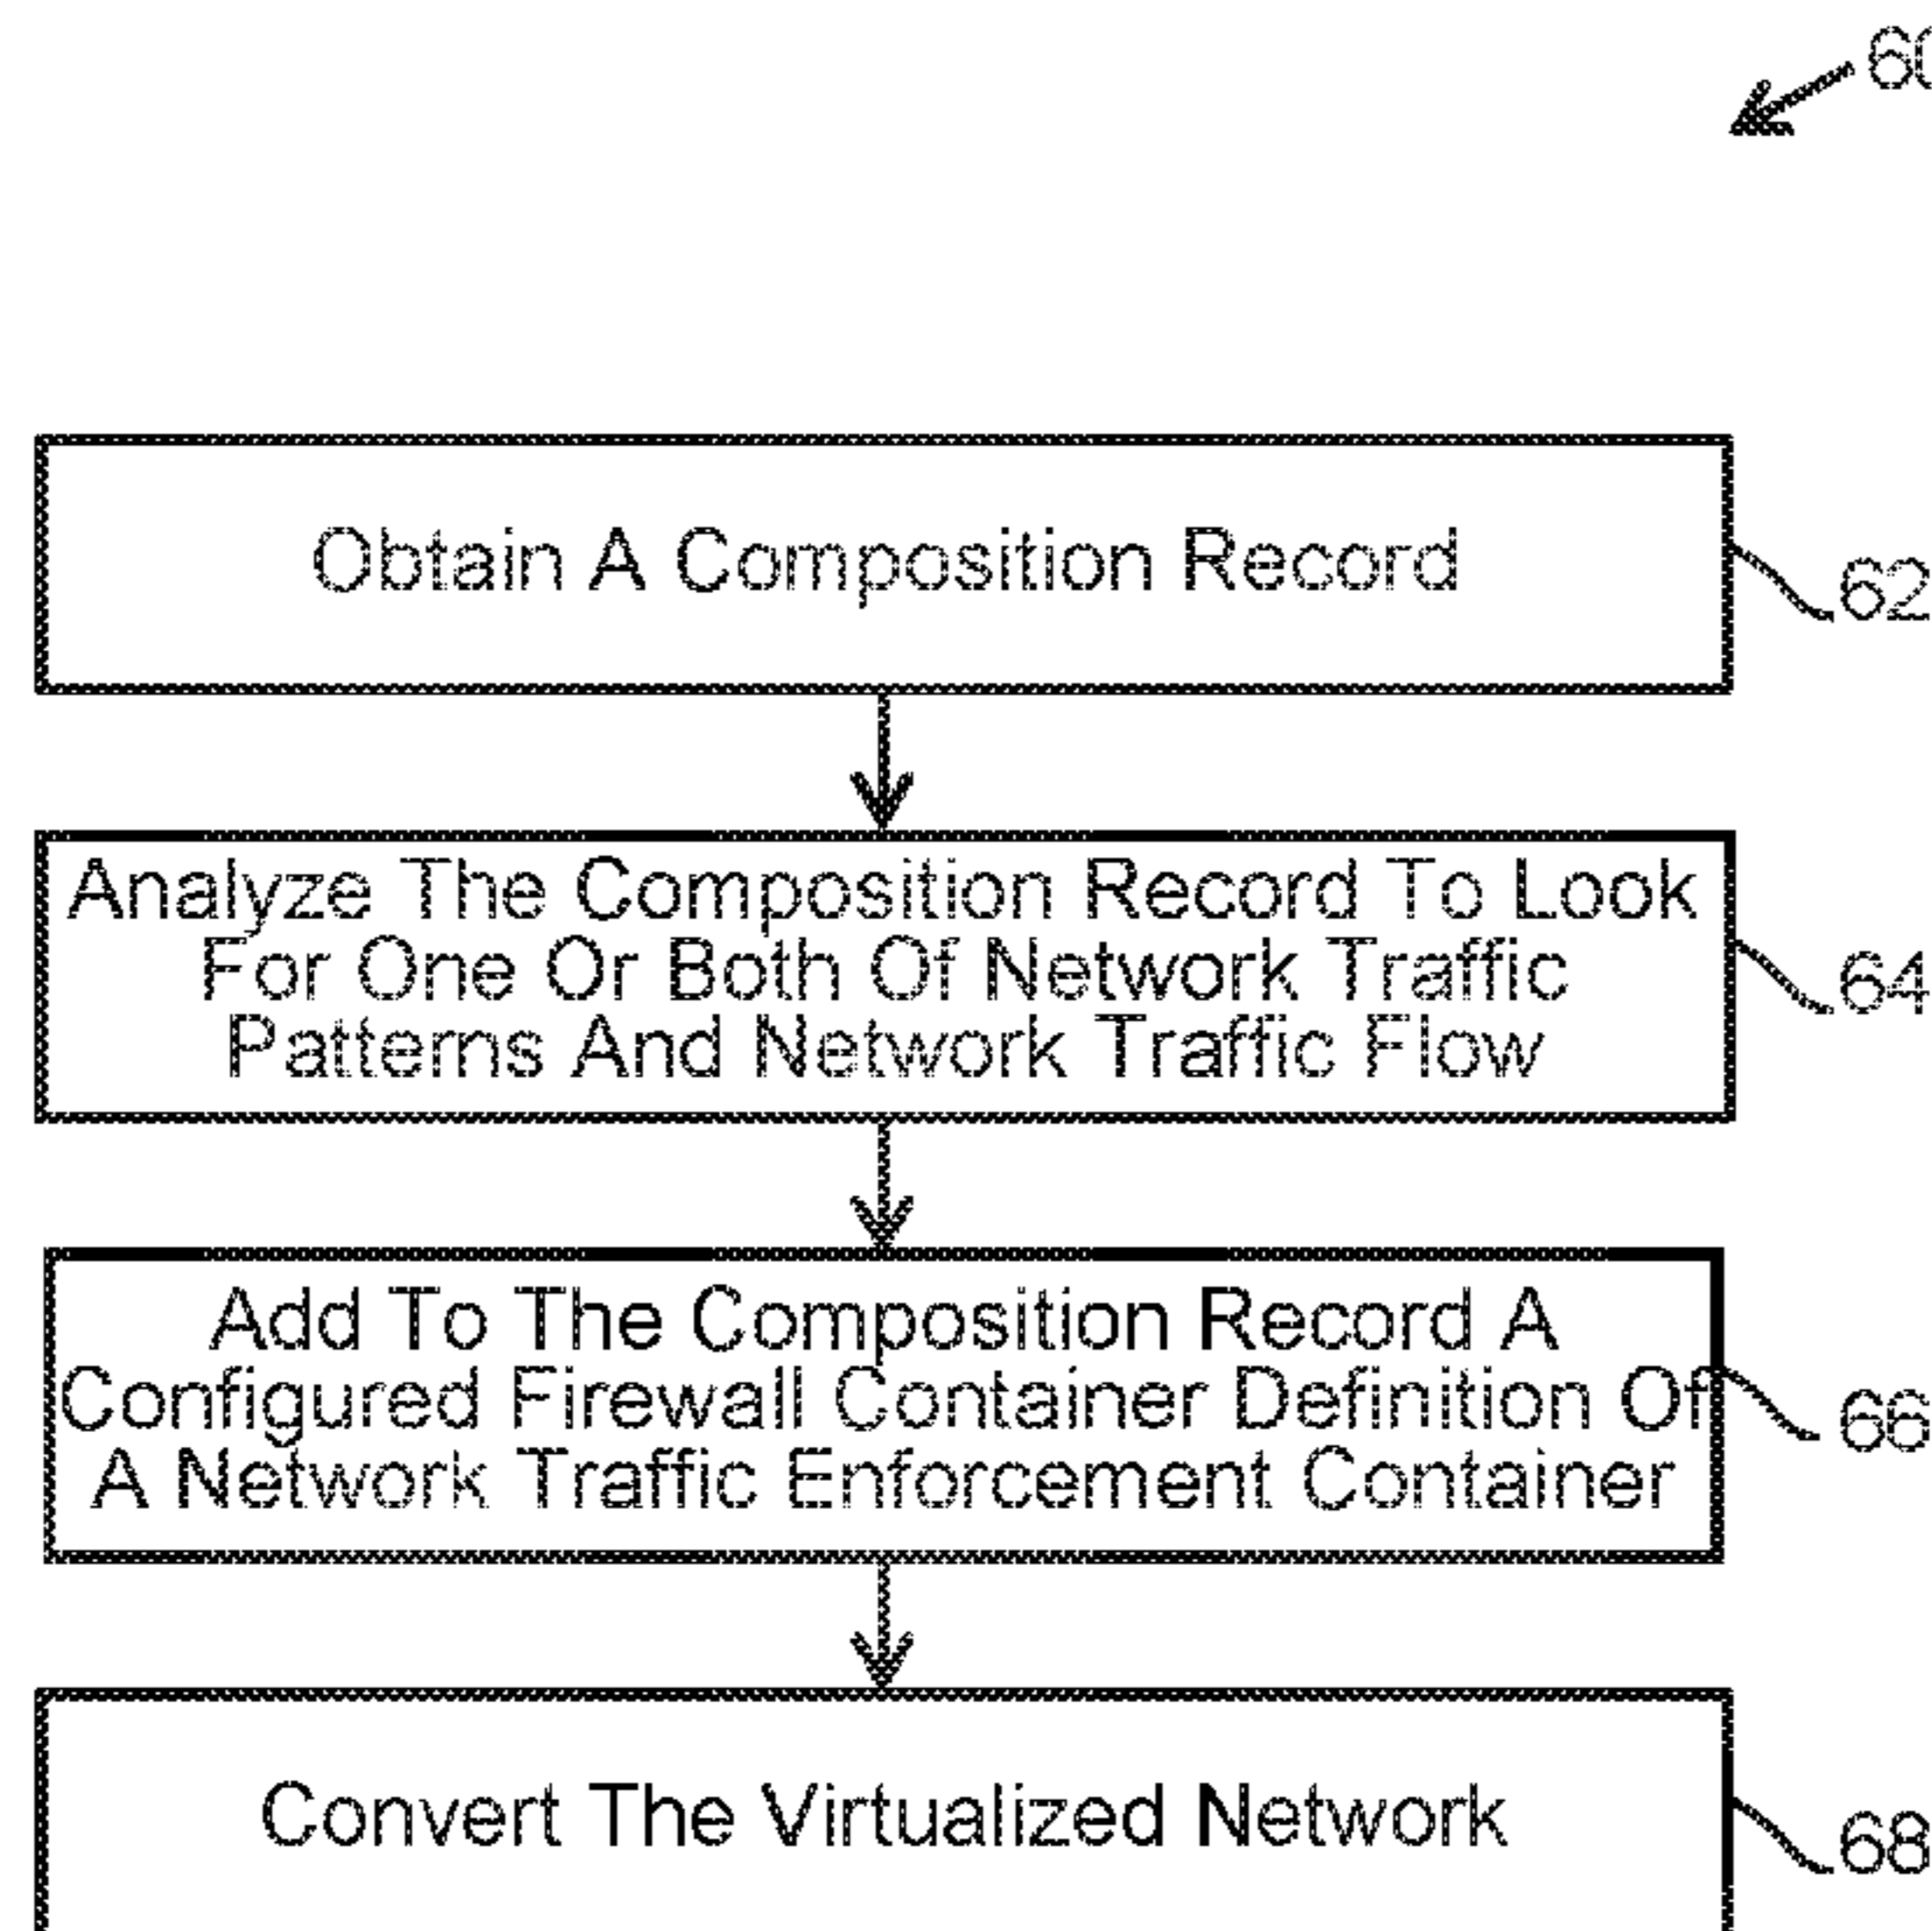 60
Obtain A Composition Record
62
Analyze The Composition Record To Look
For One Or Both Of Network Traffic
Patterns And Network Traffic Flow
64
Add To The Composition Record A
Configured Firewall Container Definition Of
A Network Traffic Enforcement Container
66
Convert The Virtualized Network
68